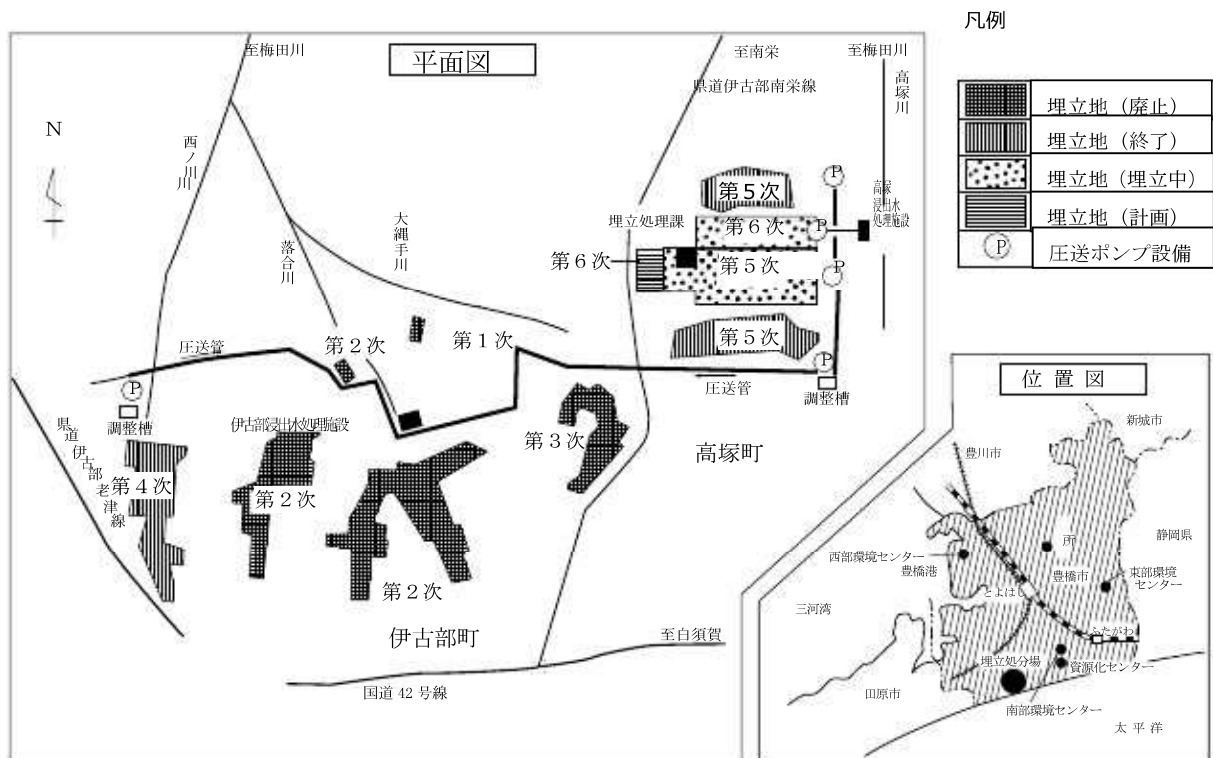 凡例
埋立地（廃止）
埋立地（終了）
埋立地（埋立中）
埋立地（計画）
P
圧送ポンプ設備
平面図
至梅田川
至南栄
至梅田川
県道伊古部南栄線
高塚川
N
西ノ川川
落合川
大縄手川
埋立処理課
高塚浸出水処理施設
P
第５次
第６次
P
第６次
第５次
P
第５次
P
第１次
第２次
圧送管
圧送管
調整槽
P
調整槽
県道伊古部老津線
伊古部浸出水処理施設
第３次
高塚町
第４次
第２次
第２次
伊古部町
至白須賀
国道 42 号線
位置図
新城市
豊川市
静岡県
所
西部環境センター
豊橋港
豊橋市
東部環境センター
とよはし
三河湾
ふたがわ
埋立処分場
資源化センター
田原市
南部環境センター
太平洋